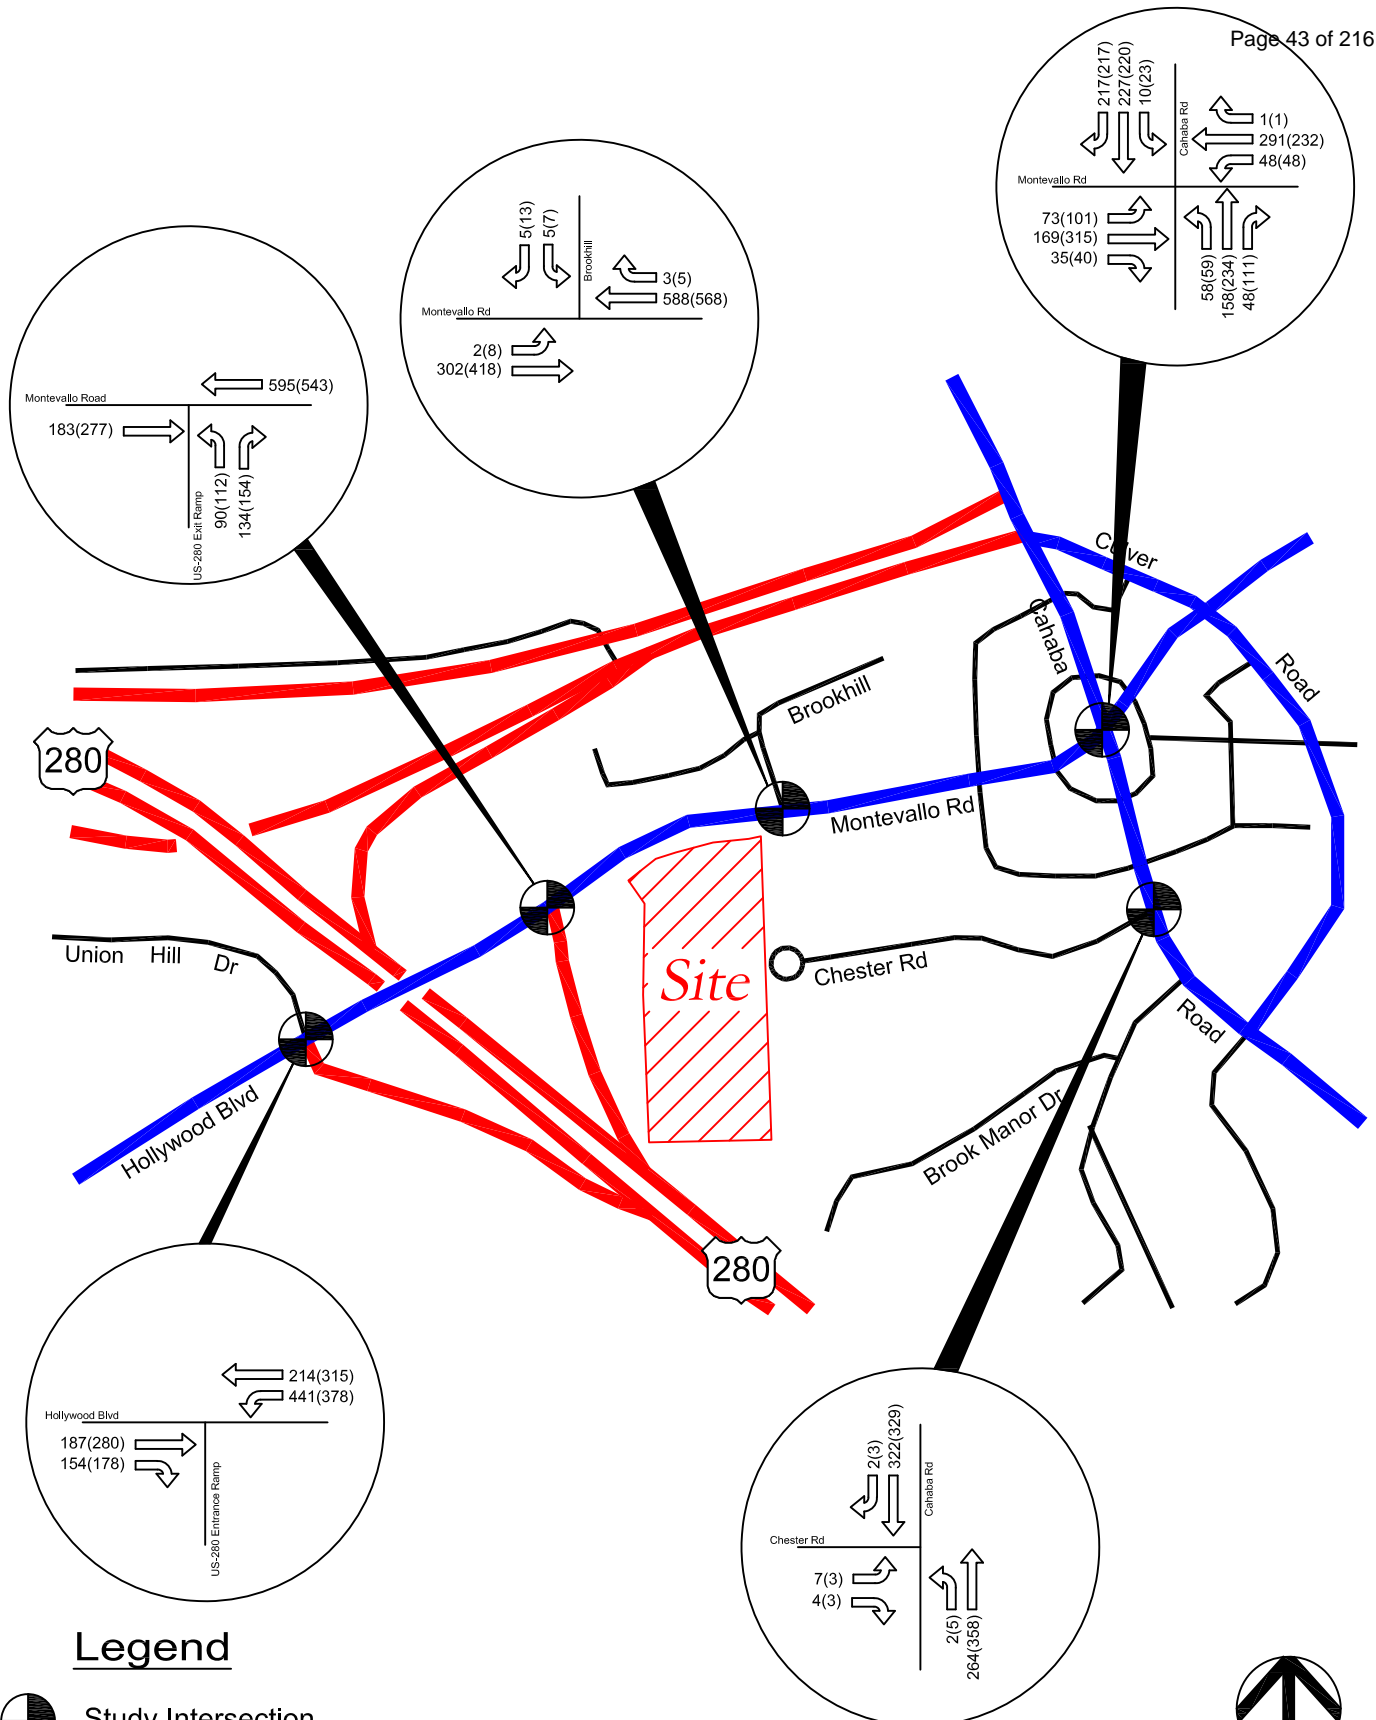 Page 43 of 216
217(217)
227(220)
10(23)
Cahaba Rd
1(1)
291(232)
48(48)
Montevallo Rd
73(101)
169(315)
35(40)
58(59)
158(234)
48(111)
5(13)
5(7)
Brookhill
3(5)
588(568)
Montevallo Rd
2(8)
302(418)
595(543)
Montevallo Road
183(277)
90(112)
134(154)
US-280 Exit Ramp
Culver
Road
Cahaba
Brookhill
280
Montevallo Rd
Union Hill Dr
Site
Chester Rd
Road
Hollywood Blvd
Brook Manor Dr
280
214(315)
441(378)
Hollywood Blvd
187(280)
154(178)
US-280 Entrance Ramp
2(3)
322(329)
Cahaba Rd
Chester Rd
7(3)
4(3)
2(5)
264(358)
Legend
Study Intersection